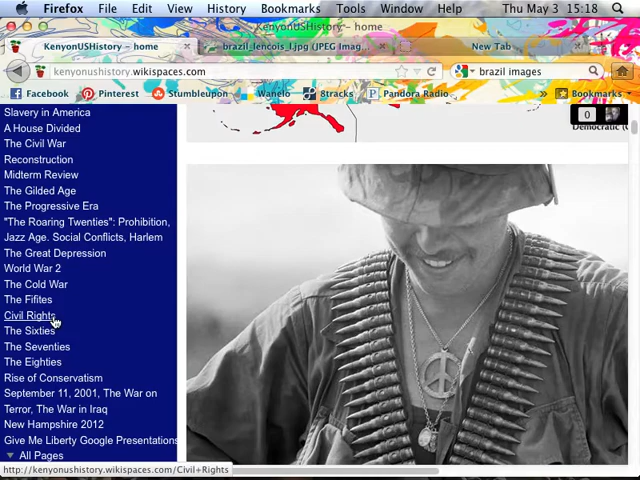 Firefox File Edit View History Bookmarks Tools Window Help Thu May 3 15:18
KenyonUSHistory – home
KenyonUSHistory – home brazil_lencois_l.jpg (JPEG Imag... New Tab
kenyonushistory.wikispaces.com brazil images
Facebook Pinterest StumbleUpon Wanelo 8tracks Pandora Radio Bookmarks
Slavery in America
0
A House Divided
Democratic (
The Civil War
Reconstruction
Midterm Review
The Gilded Age
The Progressive Era
"The Roaring Twenties": Prohibition,
Jazz Age. Social Conflicts, Harlem
The Great Depression
World War 2
The Cold War
The Fifites
Civil Rights
The Sixties
The Seventies
The Eighties
Rise of Conservatism
September 11, 2001, The War on
Terror, The War in Iraq
New Hampshire 2012
Give Me Liberty Google Presentations
All Pages
http://kenyonushistory.wikispaces.com/Civil+Rights